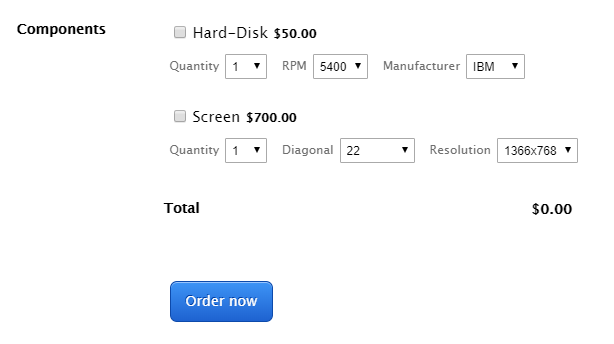 Components
Hard-Disk $50.00
Quantity 1 RPM 5400 Manufacturer IBM
Screen $700.00
Quantity 1 Diagonal 22 Resolution 1366x768
Total $0.00
Order now